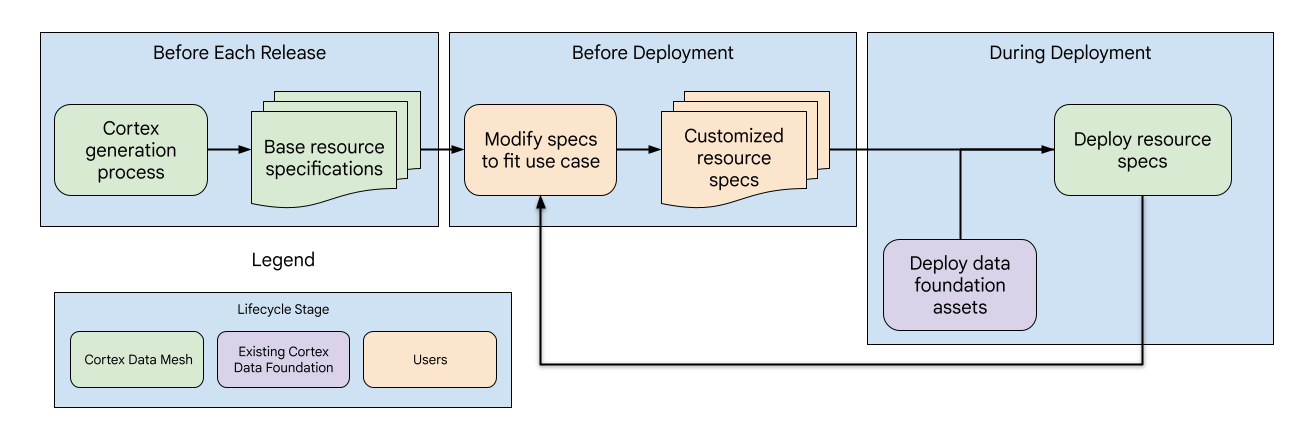 Before Each Release
Cortex
generation
process
Base resource
specifications
Before Deployment
Modify specs
to fit use case
Customized
resource
specs
During Deployment
Deploy resource
specs
Deploy data
foundation
assets
Legend
Lifecycle Stage
Cortex Data Mesh
Existing Cortex
Data Foundation
Users